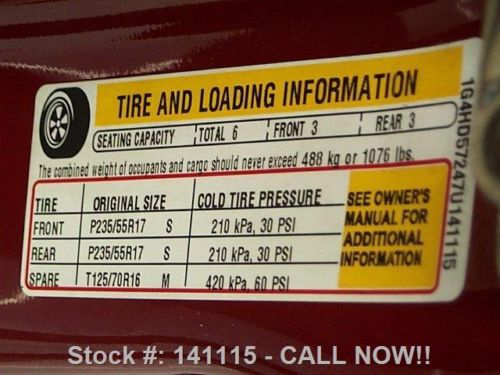 TIRE AND LOADING INFORMATION
SEATING CAPACITY TOTAL 6 FRONT 3 REAR 3
The combined weight of occupants and cargo should never exceed 488 kg or 1076 lbs.
TIRE ORIGINAL SIZE COLD TIRE PRESSURE
FRONT P235/55R17 S 210 kPa, 30 PSI
REAR P235/55R17 S 210 kPa, 30 PSI
SPARE T125/70R16 M 420 kPa, 60 PSI
SEE OWNER'S
MANUAL FOR
ADDITIONAL
INFORMATION
1G4HD57247U141115
Stock #: 141115 - CALL NOW!!